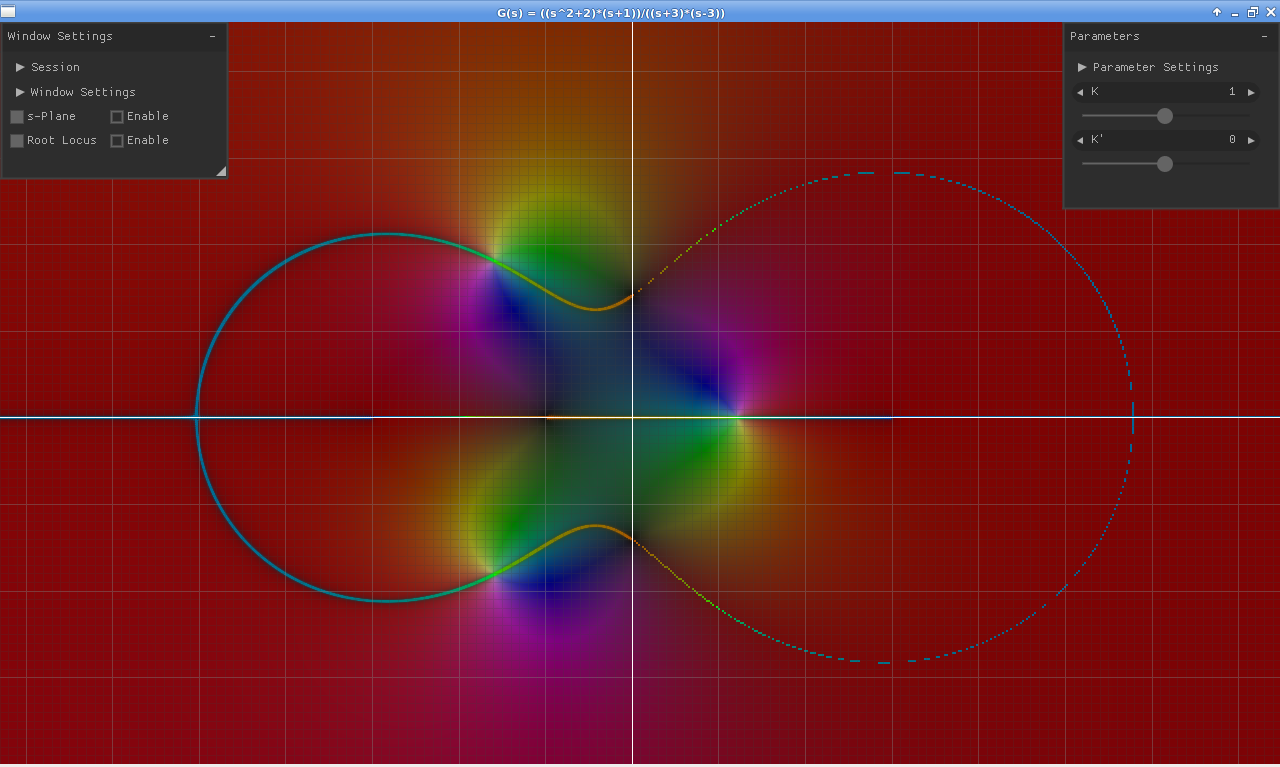 G(s) = ((s^2+2)*(s+1))/((s+3)*(s-3))
Window Settings
Session
Window Settings
s-Plane Enable
Root Locus Enable
Parameters
Parameter Settings
K 1
K' 0